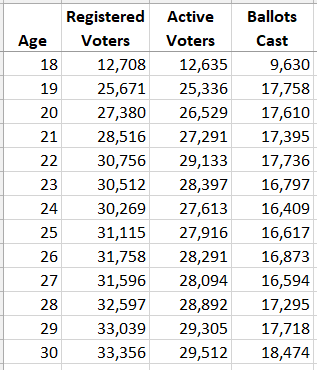 Registered Active Ballots
Age Voters Voters Cast
18 12,708 12,635 9,630
19 25,671 25,336 17,758
20 27,380 26,529 17,610
21 28,516 27,291 17,395
22 30,756 29,133 17,736
23 30,512 28,397 16,797
24 30,269 27,613 16,409
25 31,115 27,916 16,617
26 31,758 28,291 16,873
27 31,596 28,094 16,594
28 32,597 28,892 17,295
29 33,039 29,305 17,718
30 33,356 29,512 18,474